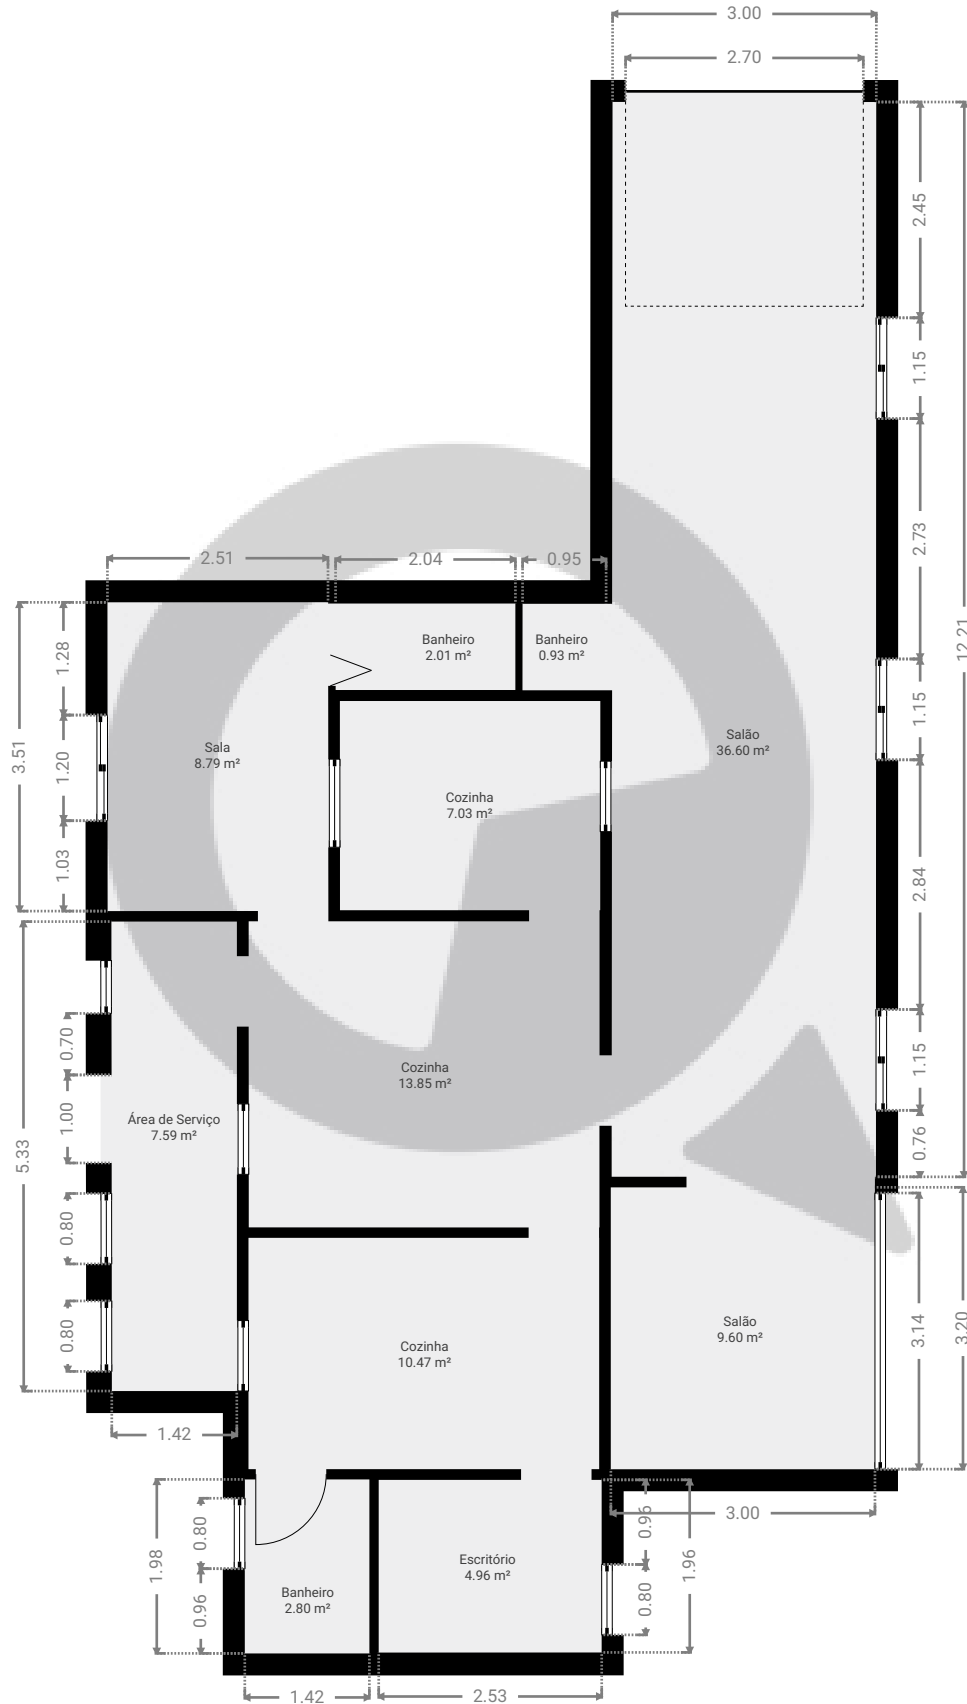 3.00
2.70
2.45
1.15
2.73
12.21
2.51
2.04
0.95
1.28
Banheiro
2.01 m²
Banheiro
0.93 m²
3.51
1.20
Sala
8.79 m²
Salão
36.60 m²
1.15
Cozinha
7.03 m²
1.03
2.84
0.70
Cozinha
13.85 m²
1.15
1.00
Área de Serviço
7.59 m²
5.33
0.76
0.80
0.80
Cozinha
10.47 m²
Salão
9.60 m²
3.14
3.20
1.42
3.00
0.80
1.98
0.96
0.96
1.96
Escritório
4.96 m²
0.80
Banheiro
2.80 m²
1.42
2.53